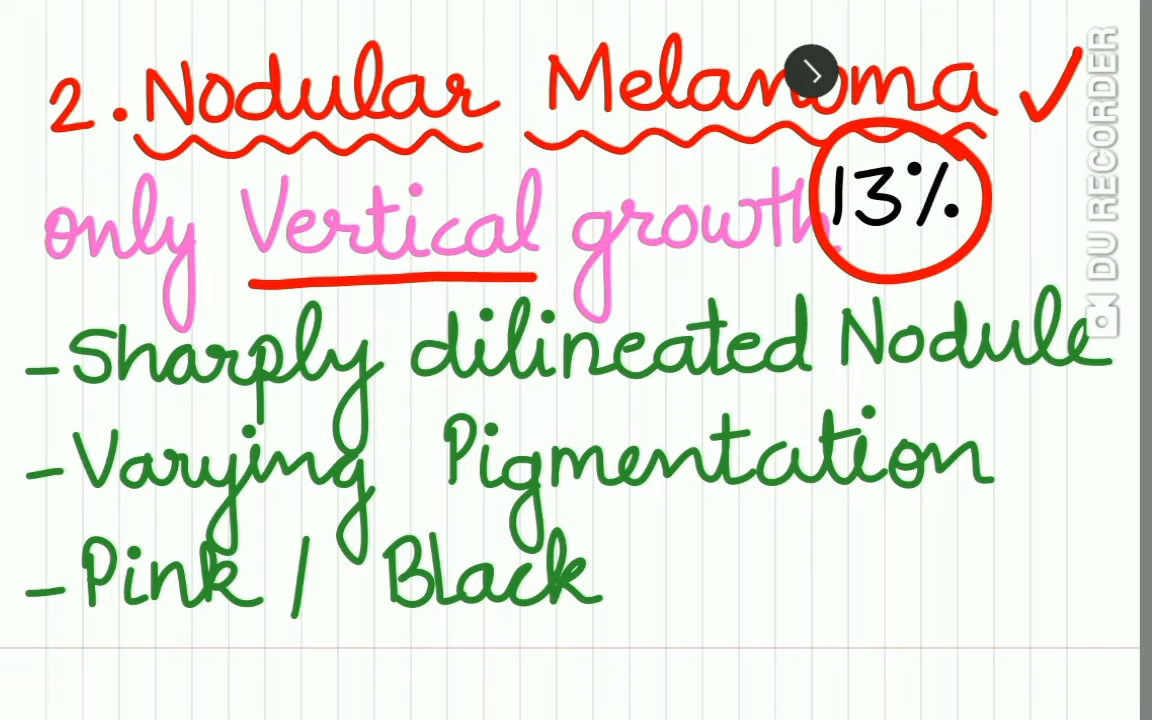 2. Nodular Melanoma ✓
only Vertical growth. 13%
- Sharply dilineated Nodule
- Varying Pigmentation
- Pink / Black
DU RECORDER